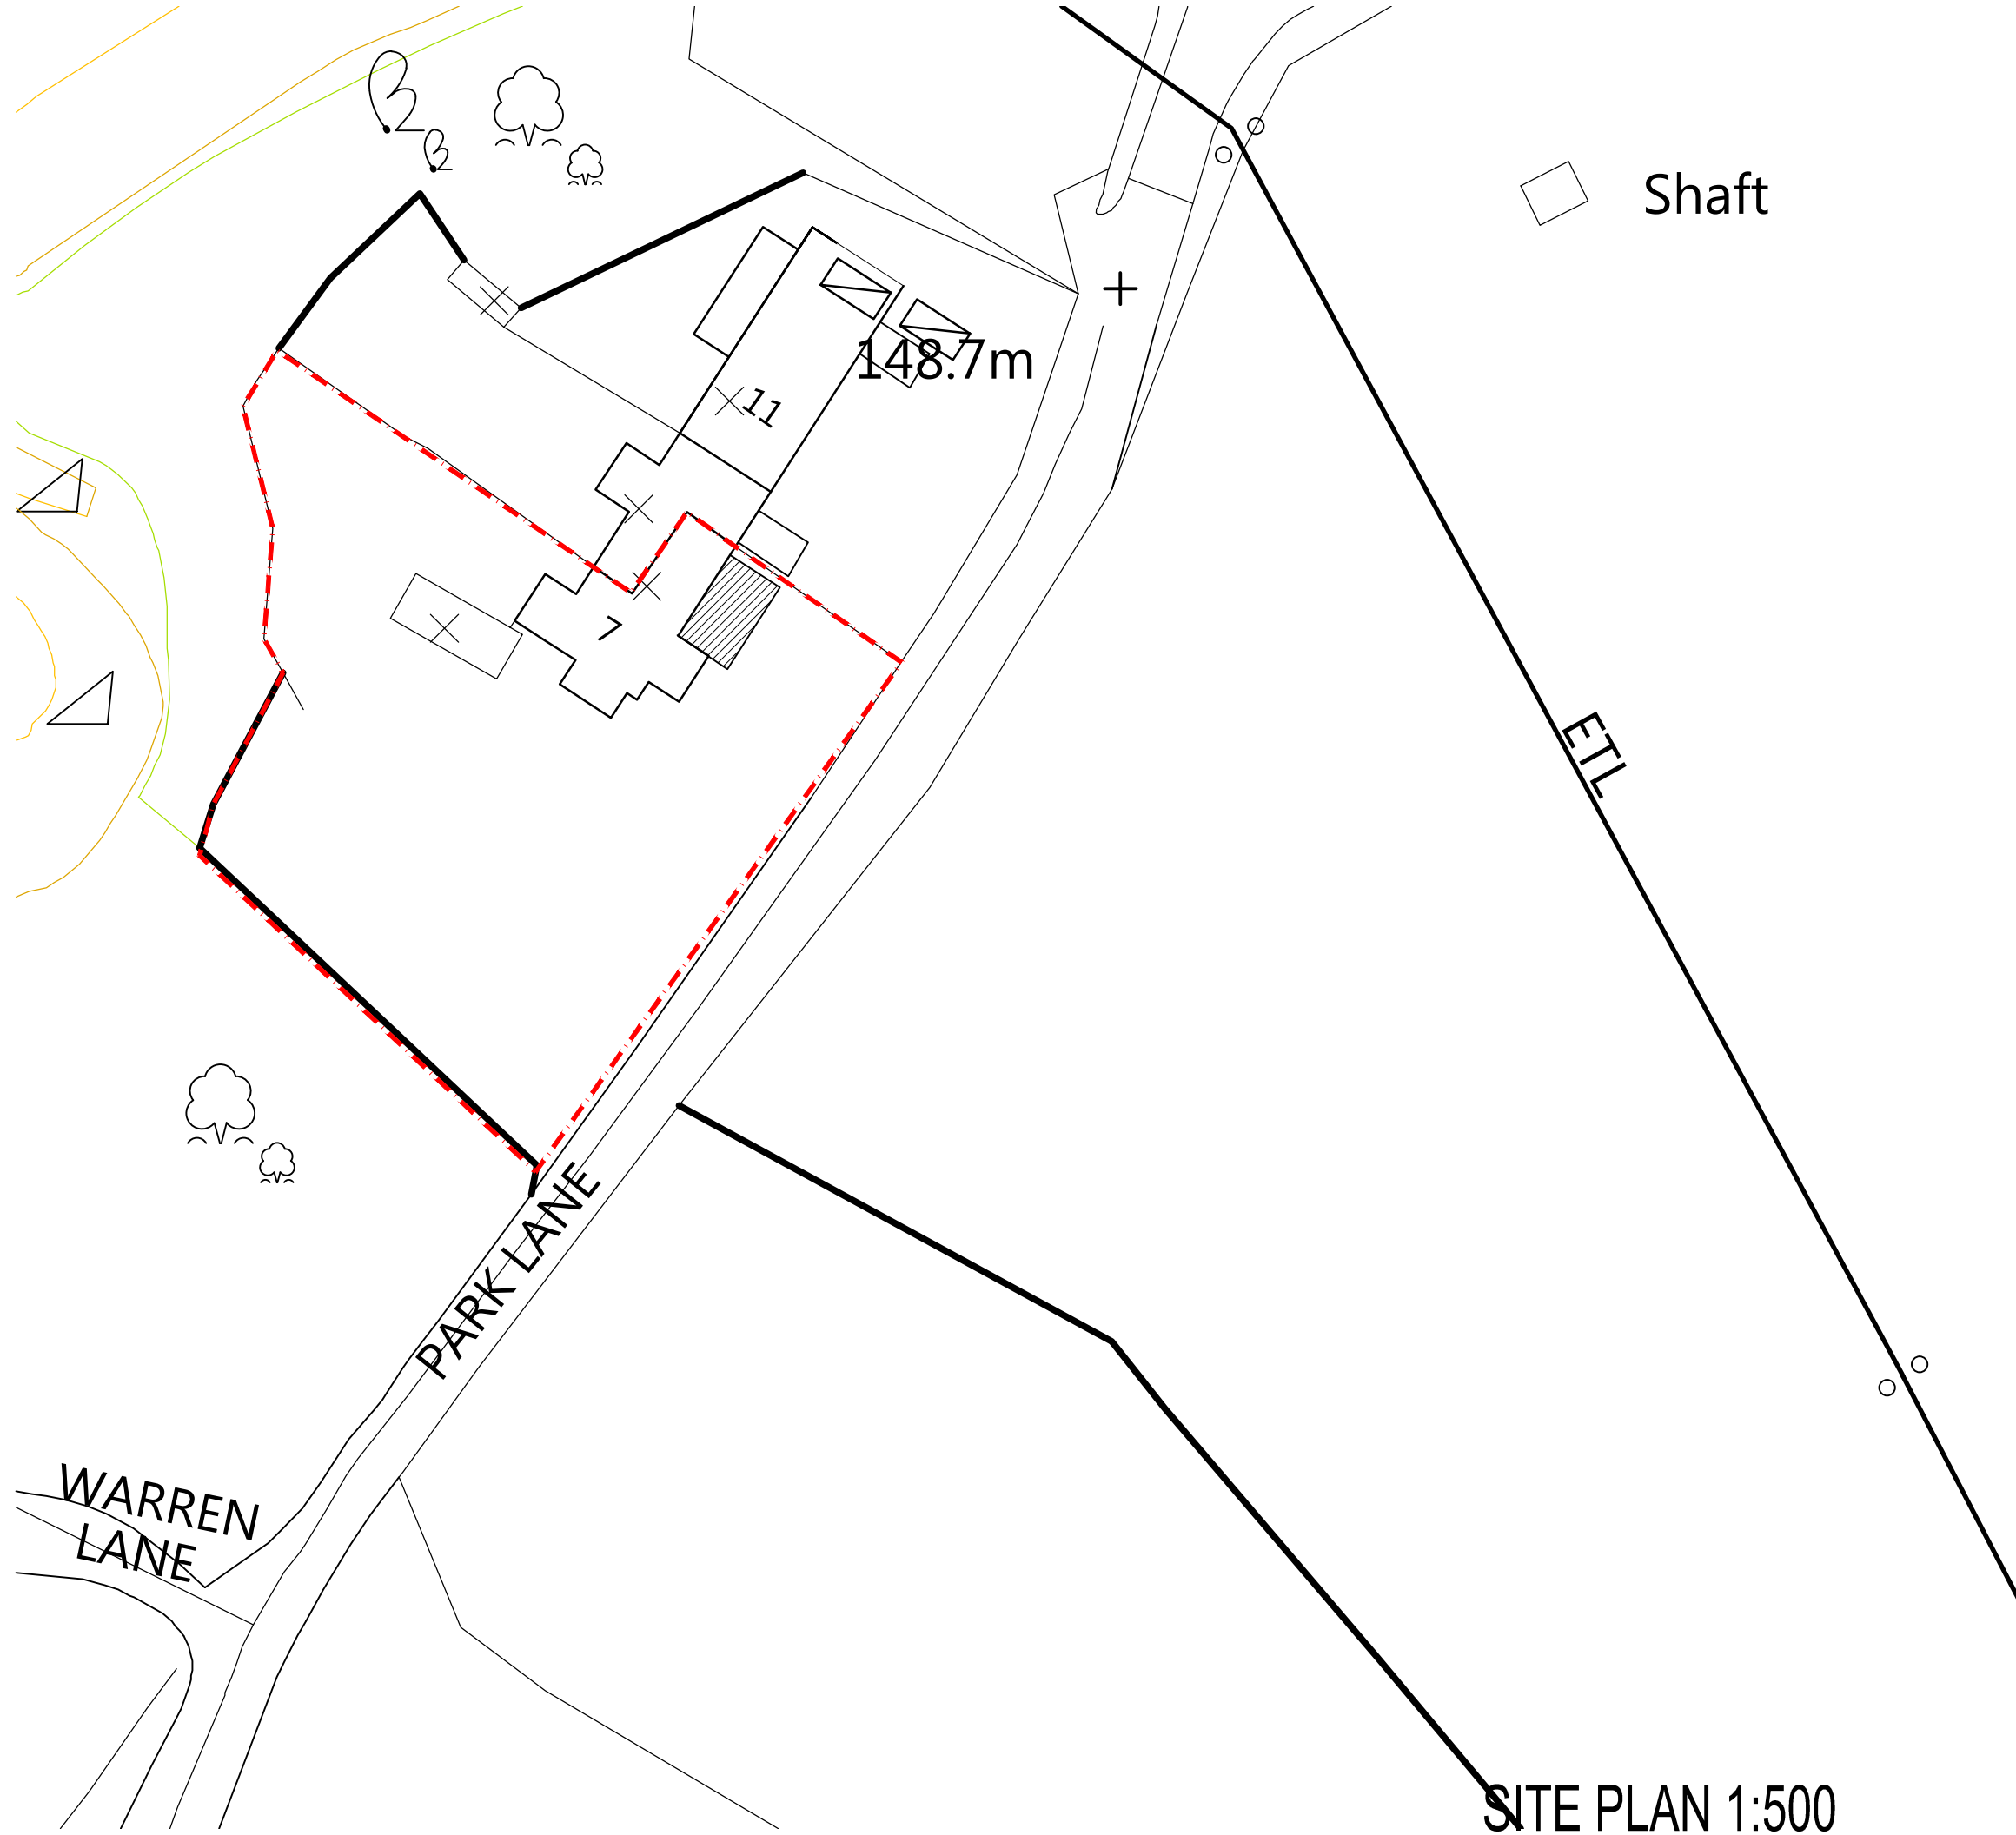 Shaft
148.7m
11
7
ETL
PARK LANE
WARREN
LANE
SITE PLAN 1:500